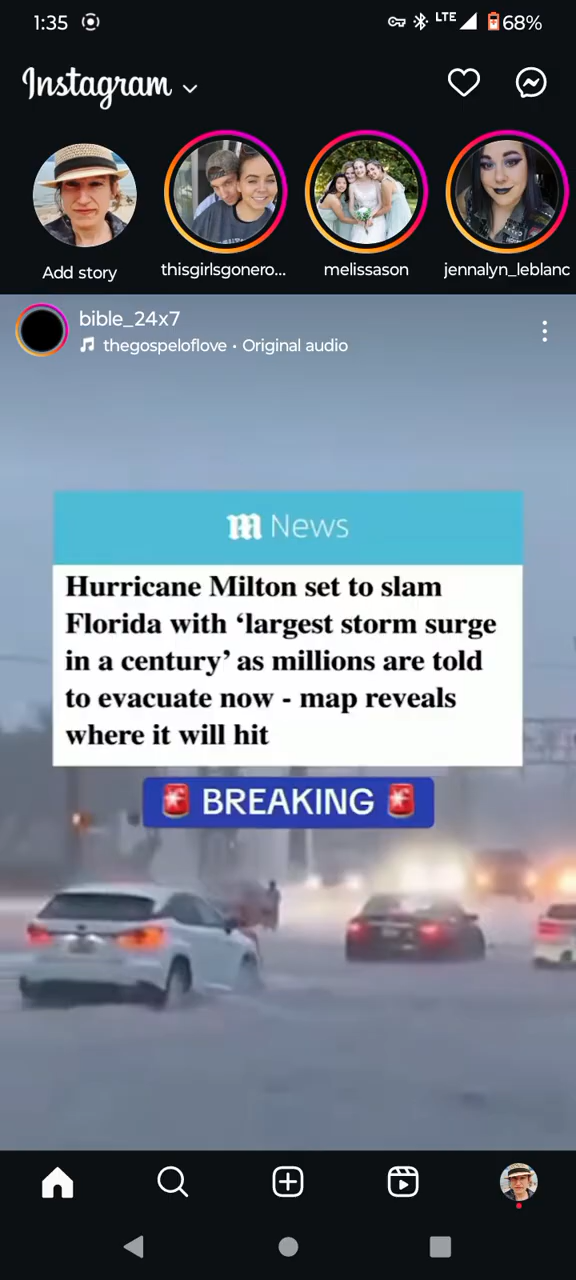 1:35
LTE
68%
Instagram
Add story
thisgirlsgonero...
melissason
jennalyn_leblanc
bible_24x7
thegospeloflove • Original audio
m News
Hurricane Milton set to slam
Florida with ‘largest storm surge
in a century’ as millions are told
to evacuate now - map reveals
where it will hit
🚨 BREAKING 🚨